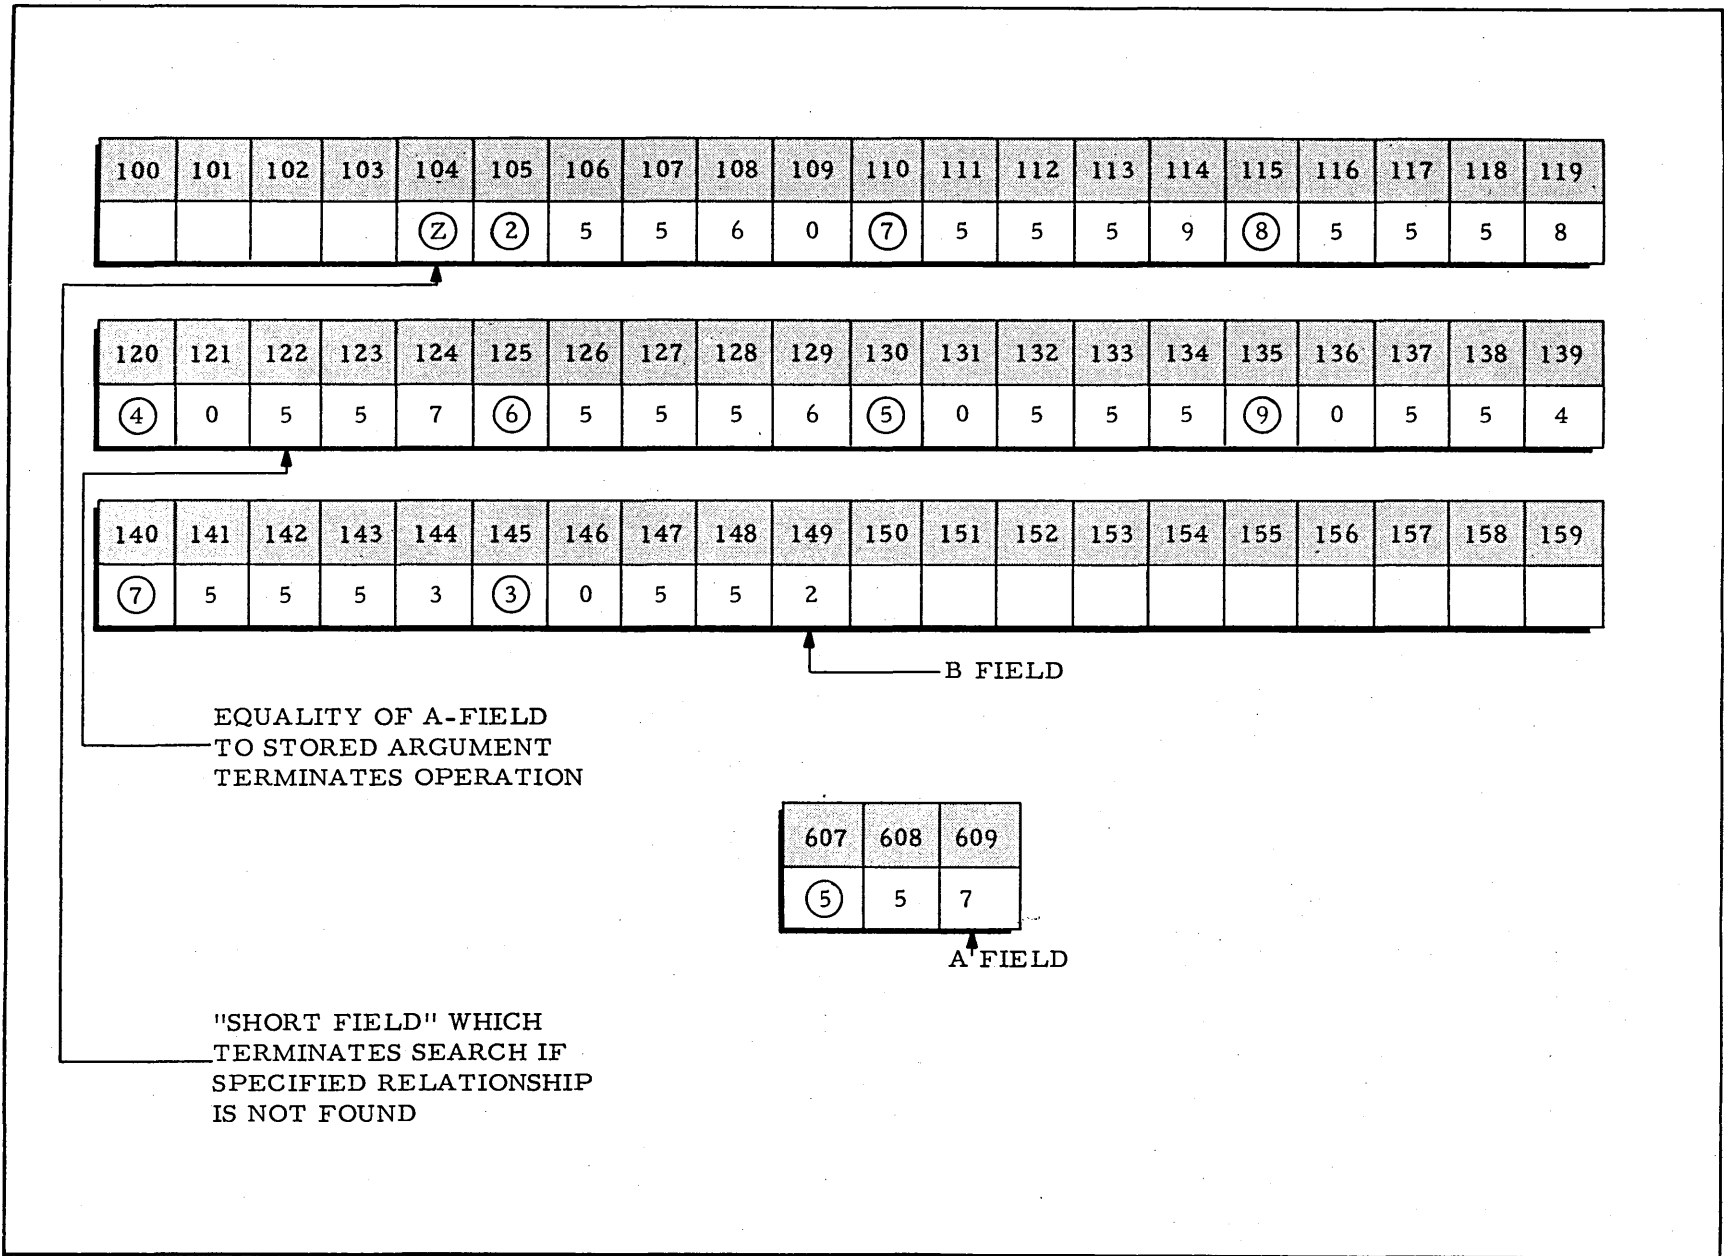 100 101 102 103 104 105 106 107 108 109 110 111 112 113 114 115 116 117 118 119
Z 2 5 5 6 0 7 5 5 5 9 8 5 5 5 8
120 121 122 123 124 125 126 127 128 129 130 131 132 133 134 135 136 137 138 139
4 0 5 5 7 6 5 5 5 6 5 0 5 5 5 9 0 5 5 4
140 141 142 143 144 145 146 147 148 149 150 151 152 153 154 155 156 157 158 159
7 5 5 5 3 3 0 5 5 2
B FIELD
EQUALITY OF A-FIELD
TO STORED ARGUMENT
TERMINATES OPERATION
607 608 609
5 5 7
A FIELD
"SHORT FIELD" WHICH
TERMINATES SEARCH IF
SPECIFIED RELATIONSHIP
IS NOT FOUND